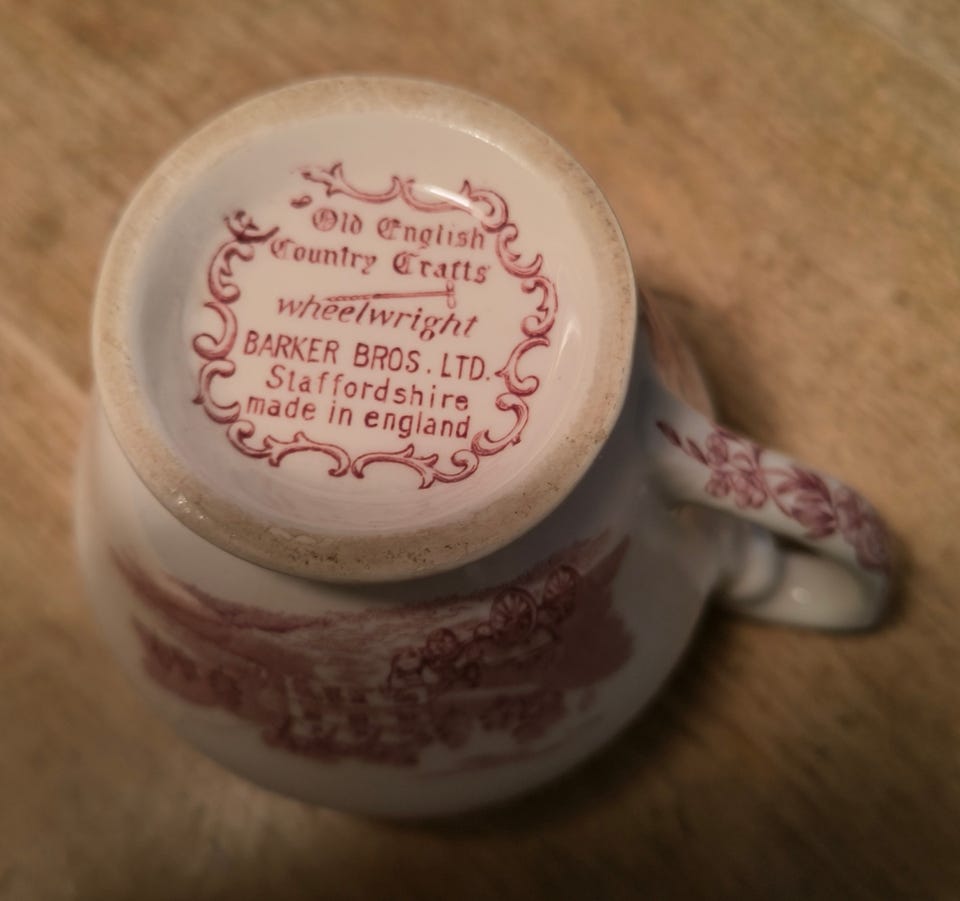 Old English
Country Crafts
wheelwright
BARKER BROS. LTD.
Staffordshire
made in england